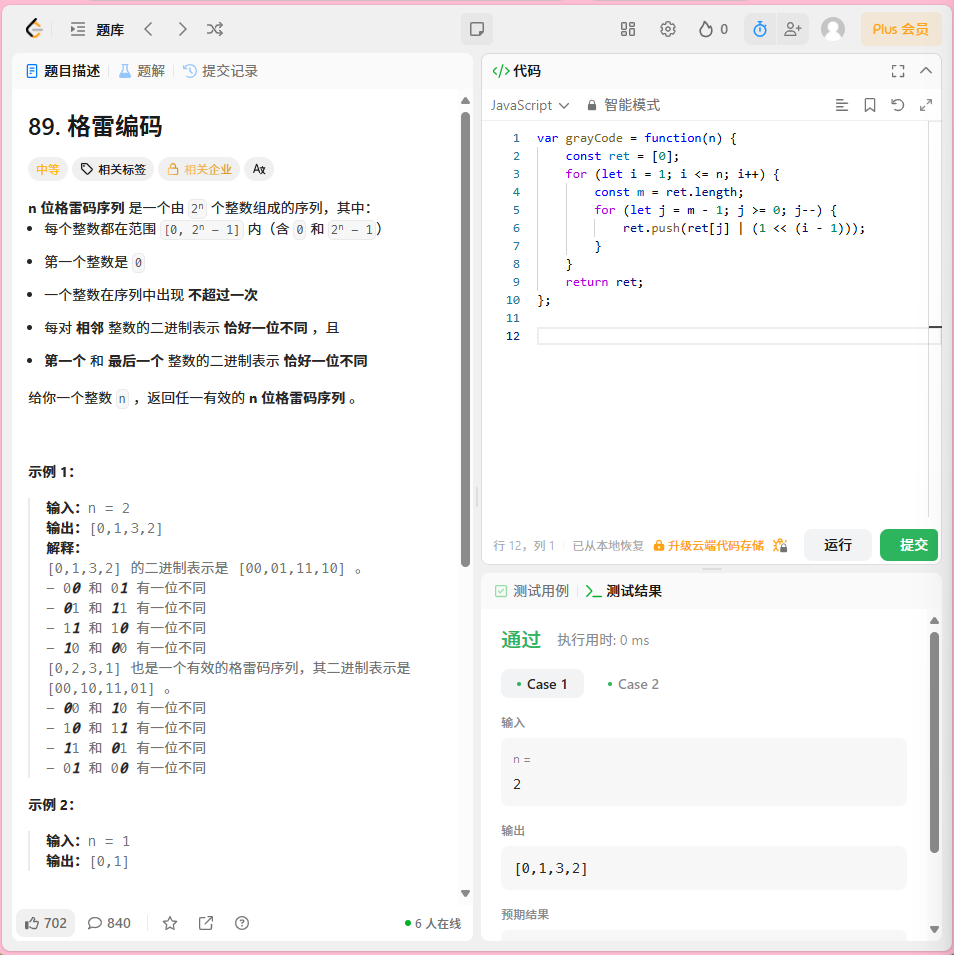 题库
0
Plus 会员
题目描述
题解
提交记录
89. 格雷编码
中等
相关标签
相关企业
n 位格雷码序列 是一个由 2ⁿ 个整数组成的序列，其中：
每个整数都在范围 [0, 2ⁿ - 1] 内（含 0 和 2ⁿ - 1）
第一个整数是 0
一个整数在序列中出现 不超过一次
每对 相邻 整数的二进制表示 恰好一位不同 ，且
第一个 和 最后一个 整数的二进制表示 恰好一位不同
给你一个整数 n ，返回任一有效的 n 位格雷码序列 。
示例 1：
输入：n = 2
输出：[0,1,3,2]
解释：
[0,1,3,2] 的二进制表示是 [00,01,11,10] 。
- 00 和 01 有一位不同
- 01 和 11 有一位不同
- 11 和 10 有一位不同
- 10 和 00 有一位不同
[0,2,3,1] 也是一个有效的格雷码序列，其二进制表示是
[00,10,11,01] 。
- 00 和 10 有一位不同
- 10 和 11 有一位不同
- 11 和 01 有一位不同
- 01 和 00 有一位不同
示例 2：
输入：n = 1
输出：[0,1]
702
840
6 人在线
</> 代码
JavaScript
智能模式
1 var grayCode = function(n) {
2 const ret = [0];
3 for (let i = 1; i <= n; i++) {
4 const m = ret.length;
5 for (let j = m - 1; j >= 0; j--) {
6 ret.push(ret[j] | (1 << (i - 1)));
7 }
8 }
9 return ret;
10 };
11
12
行 12，列 1
已从本地恢复
升级云端代码存储
运行
提交
测试用例
测试结果
通过
执行用时: 0 ms
Case 1
Case 2
输入
n =
2
输出
[0,1,3,2]
预期结果